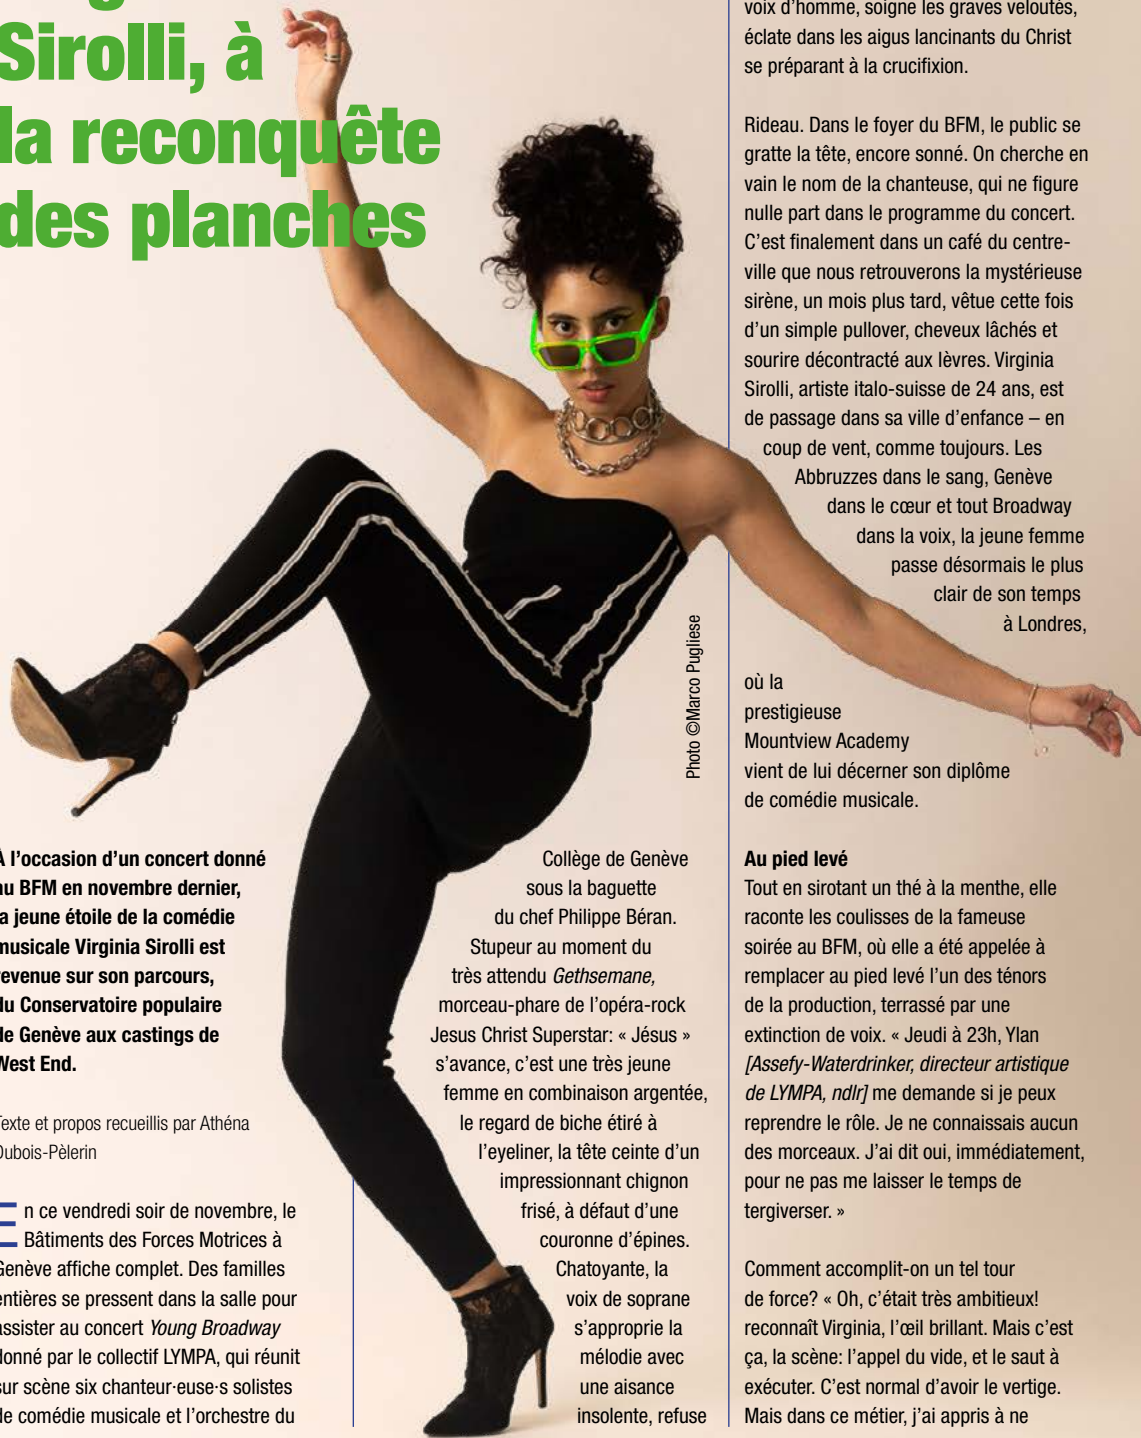 Sirolli, à
la reconquête
des planches
À l’occasion d’un concert donné
au BFM en novembre dernier,
la jeune étoile de la comédie
musicale Virginia Sirolli est
revenue sur son parcours,
du Conservatoire populaire
de Genève aux castings de
West End.
Texte et propos recueillis par Athéna
Dubois-Pèlerin
En ce vendredi soir de novembre, le
Bâtiments des Forces Motrices à
Genève affiche complet. Des familles
entières se pressent dans la salle pour
assister au concert Young Broadway
donné par le collectif LYMPA, qui réunit
sur scène six chanteur·euse·s solistes
de comédie musicale et l’orchestre du
Collège de Genève
sous la baguette
du chef Philippe Béran.
Stupeur au moment du
très attendu Gethsemane,
morceau-phare de l’opéra-rock
Jesus Christ Superstar: « Jésus »
s’avance, c’est une très jeune
femme en combinaison argentée,
le regard de biche étiré à
l’eyeliner, la tête ceinte d’un
impressionnant chignon
frisé, à défaut d’une
couronne d’épines.
Chatoyante, la
voix de soprane
s’approprie la
mélodie avec
une aisance
insolente, refuse
Photo ©Marco Pugliese
voix d’homme, soigne les graves veloutés,
éclate dans les aigus lancinants du Christ
se préparant à la crucifixion.
Rideau. Dans le foyer du BFM, le public se
gratte la tête, encore sonné. On cherche en
vain le nom de la chanteuse, qui ne figure
nulle part dans le programme du concert.
C’est finalement dans un café du centre-
ville que nous retrouverons la mystérieuse
sirène, un mois plus tard, vêtue cette fois
d’un simple pullover, cheveux lâchés et
sourire décontracté aux lèvres. Virginia
Sirolli, artiste italo-suisse de 24 ans, est
de passage dans sa ville d’enfance – en
coup de vent, comme toujours. Les
Abbruzzes dans le sang, Genève
dans le cœur et tout Broadway
dans la voix, la jeune femme
passe désormais le plus
clair de son temps
à Londres,
où la
prestigieuse
Mountview Academy
vient de lui décerner son diplôme
de comédie musicale.
Au pied levé
Tout en sirotant un thé à la menthe, elle
raconte les coulisses de la fameuse
soirée au BFM, où elle a été appelée à
remplacer au pied levé l’un des ténors
de la production, terrassé par une
extinction de voix. « Jeudi à 23h, Ylan
[Assefy-Waterdrinker, directeur artistique
de LYMPA, ndlr] me demande si je peux
reprendre le rôle. Je ne connaissais aucun
des morceaux. J’ai dit oui, immédiatement,
pour ne pas me laisser le temps de
tergiverser. »
Comment accomplit-on un tel tour
de force? « Oh, c’était très ambitieux!
reconnaît Virginia, l’œil brillant. Mais c’est
ça, la scène: l’appel du vide, et le saut à
exécuter. C’est normal d’avoir le vertige.
Mais dans ce métier, j’ai appris à ne